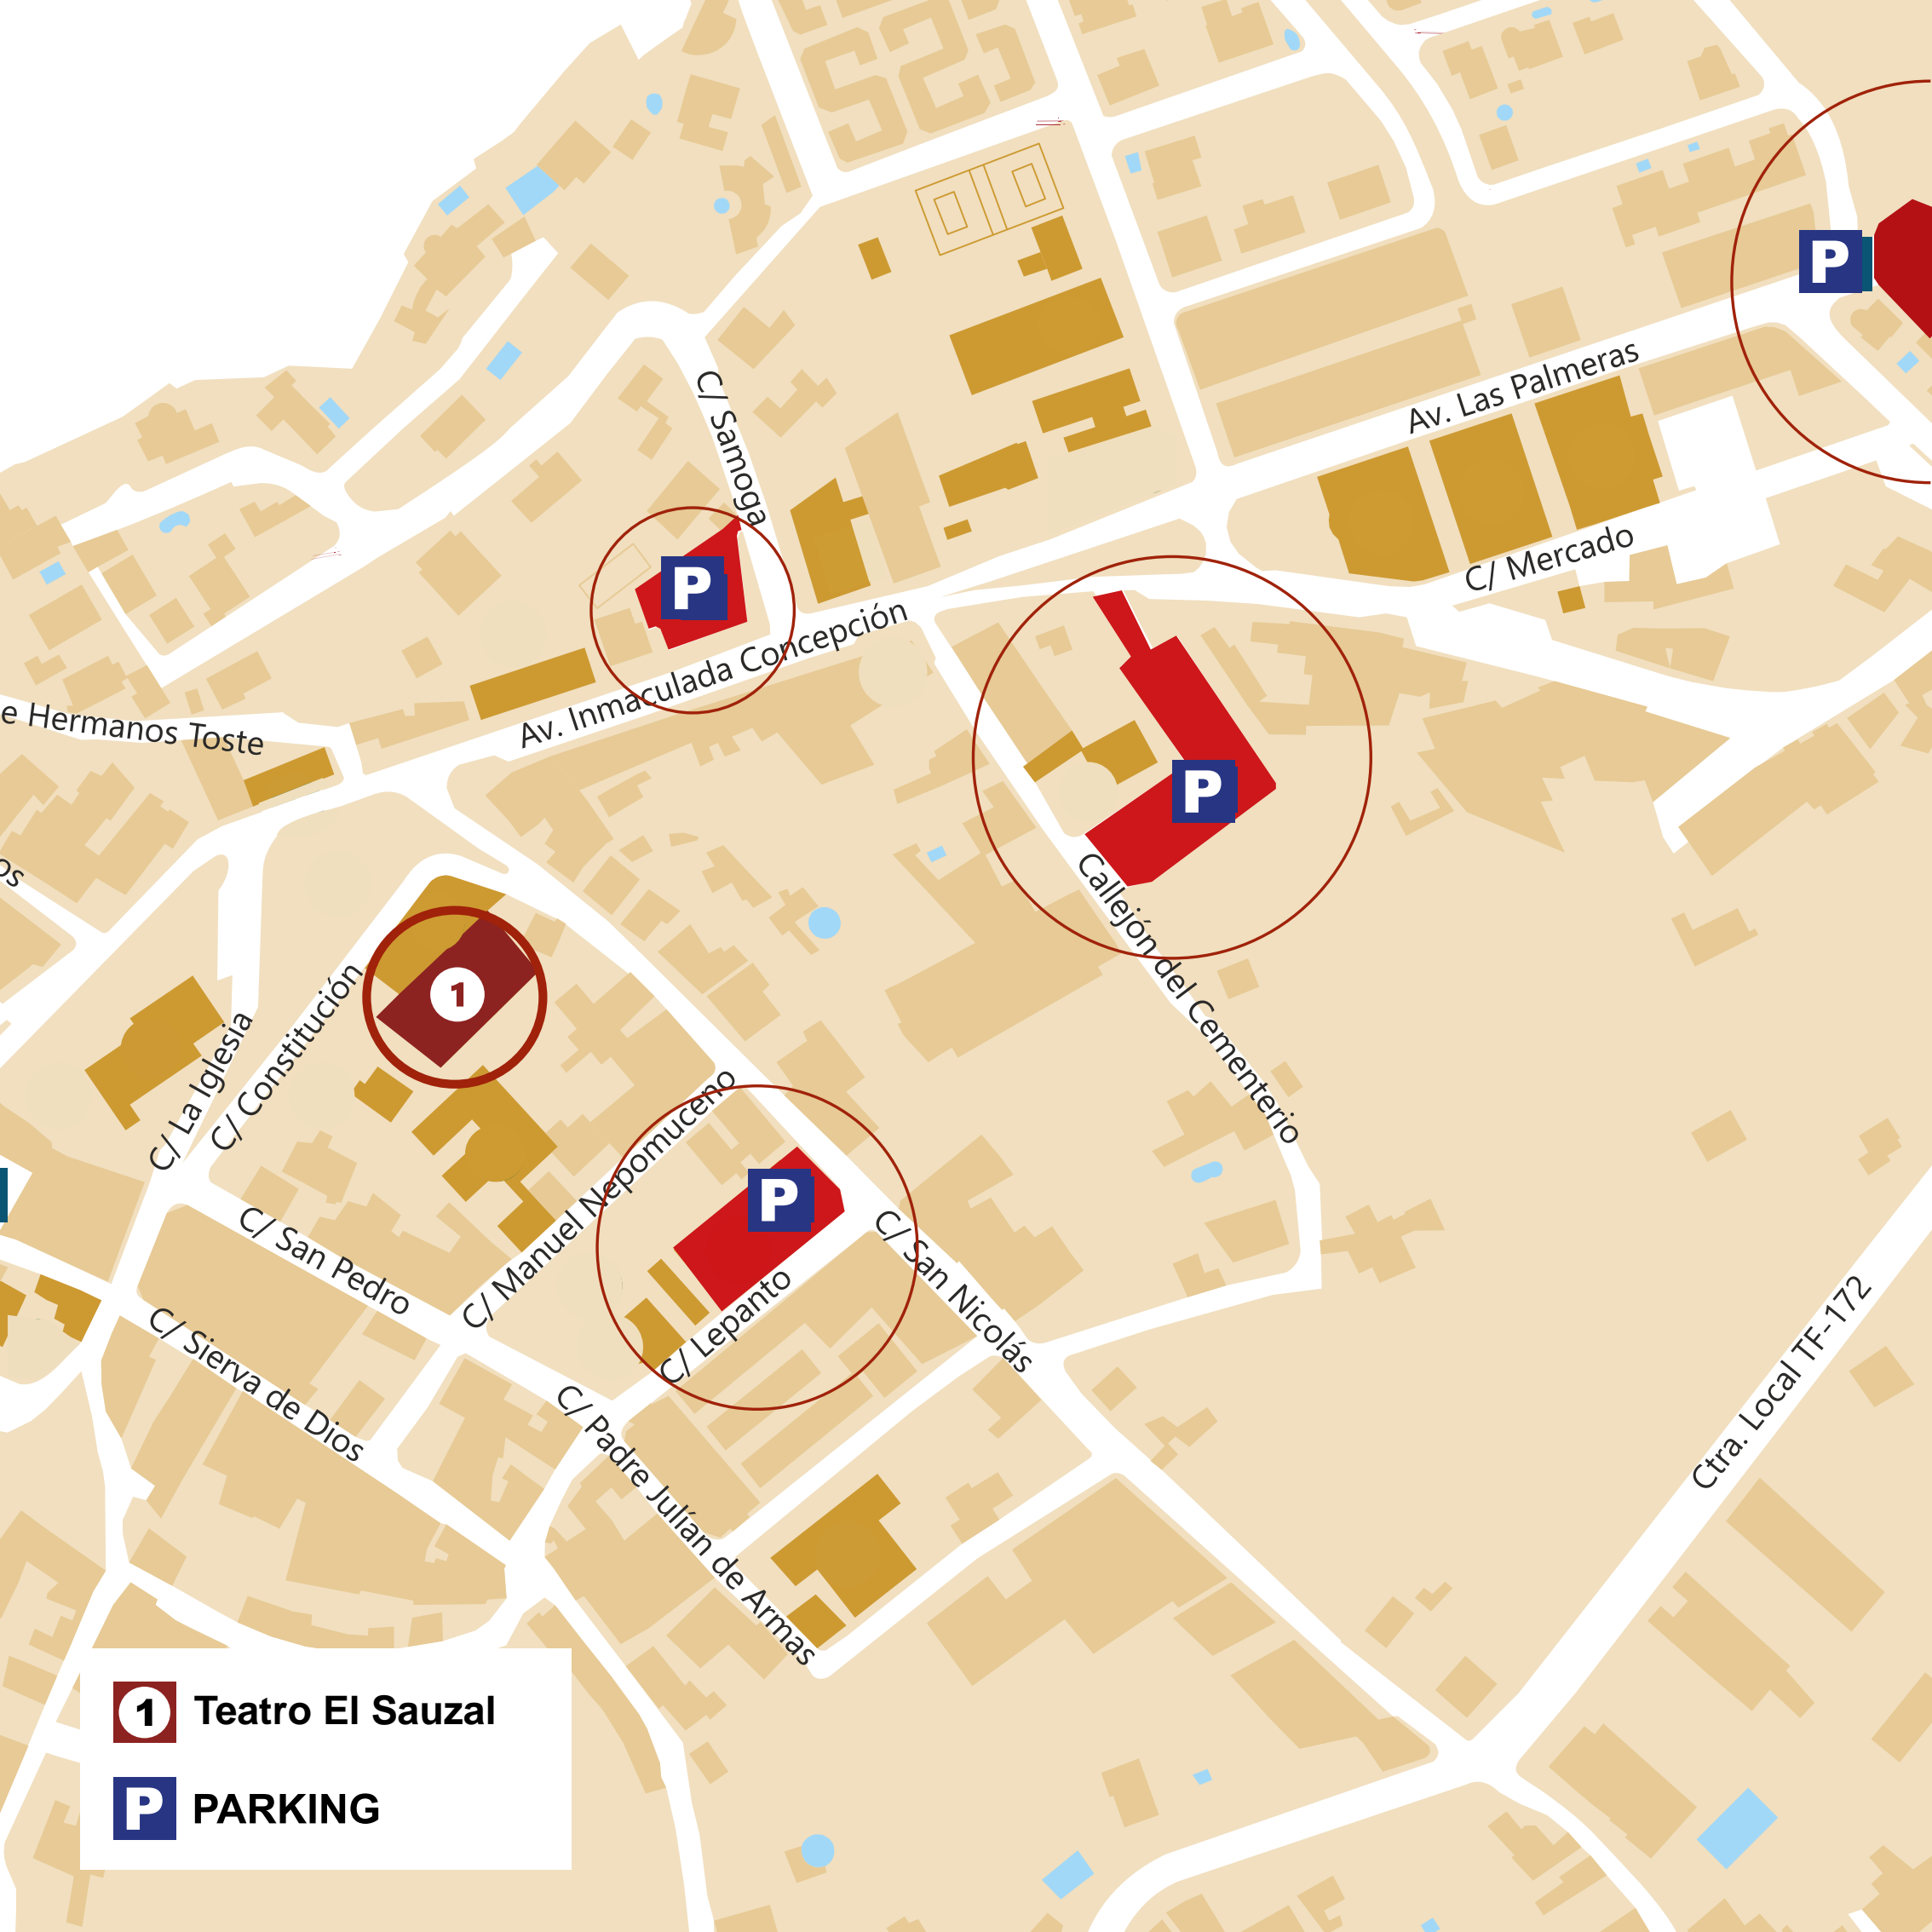 P
C/ Samoga
Av. Las Palmeras
C/ Mercado
P
Av. Inmaculada Concepción
e Hermanos Toste
P
os
Callejón del Cementerio
1
C/ La Iglesia
C/ Constitución
C/ Manuel Nepomuceno
P
C/ San Pedro
C/ San Nicolás
C/ Lepanto
C/ Sierva de Dios
C/ Padre Julián de Armas
Ctra. Local TF-172
1 Teatro El Sauzal
P PARKING